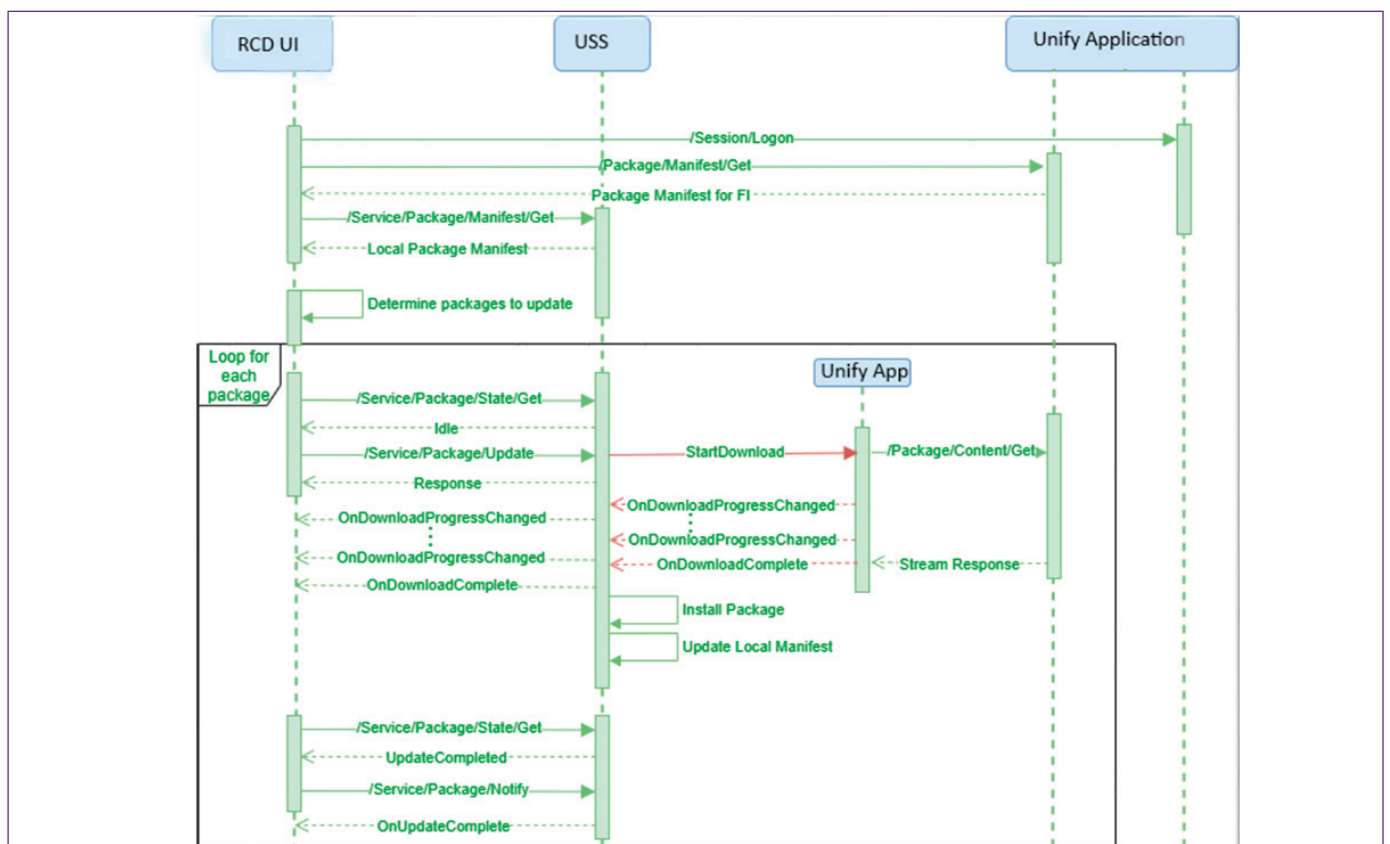 RCD UI
USS
Unify Application
/Session/Logon
/Package/Manifest/Get
Package Manifest for FI
/Service/Package/Manifest/Get
Local Package Manifest
Determine packages to update
Loop for
each
package
Unify App
/Service/Package/State/Get
Idle
/Service/Package/Update
StartDownload
/Package/Content/Get
Response
OnDownloadProgressChanged
OnDownloadProgressChanged
OnDownloadProgressChanged
OnDownloadProgressChanged
OnDownloadComplete
Stream Response
OnDownloadComplete
Install Package
Update Local Manifest
/Service/Package/State/Get
UpdateCompleted
/Service/Package/Notify
OnUpdateComplete